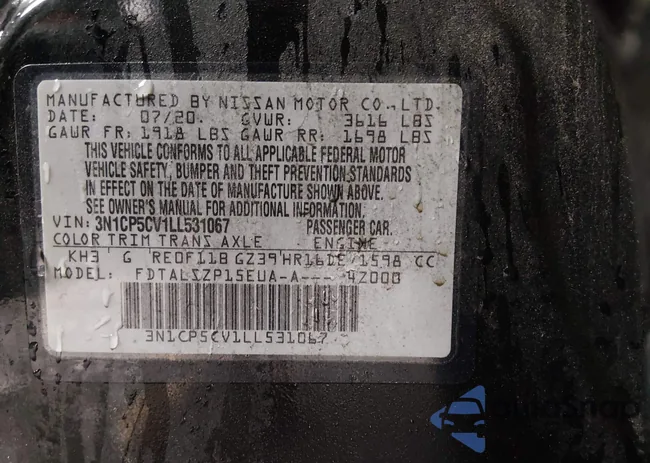 MANUFACTURED BY NISSAN MOTOR CO., LTD.
DATE: 07/20. GVWR: 3616 LBS
GAWR FR: 1918 LBS GAWR RR: 1698 LBS
THIS VEHICLE CONFORMS TO ALL APPLICABLE FEDERAL MOTOR
VEHICLE SAFETY, BUMPER AND THEFT PREVENTION STANDARDS
IN EFFECT ON THE DATE OF MANUFACTURE SHOWN ABOVE.
SEE OWNER'S MANUAL FOR ADDITIONAL INFORMATION.
VIN: 3N1CP5CV1LL531067 PASSENGER CAR.
COLOR TRIM TRANS AXLE ENGINE
KH3 G RE0F11B GZ39 HR16DE/1598 CC
FDTALSZP15EUA-A--- 4Z000
3N1CP5CV1LL531067
AutoSnap